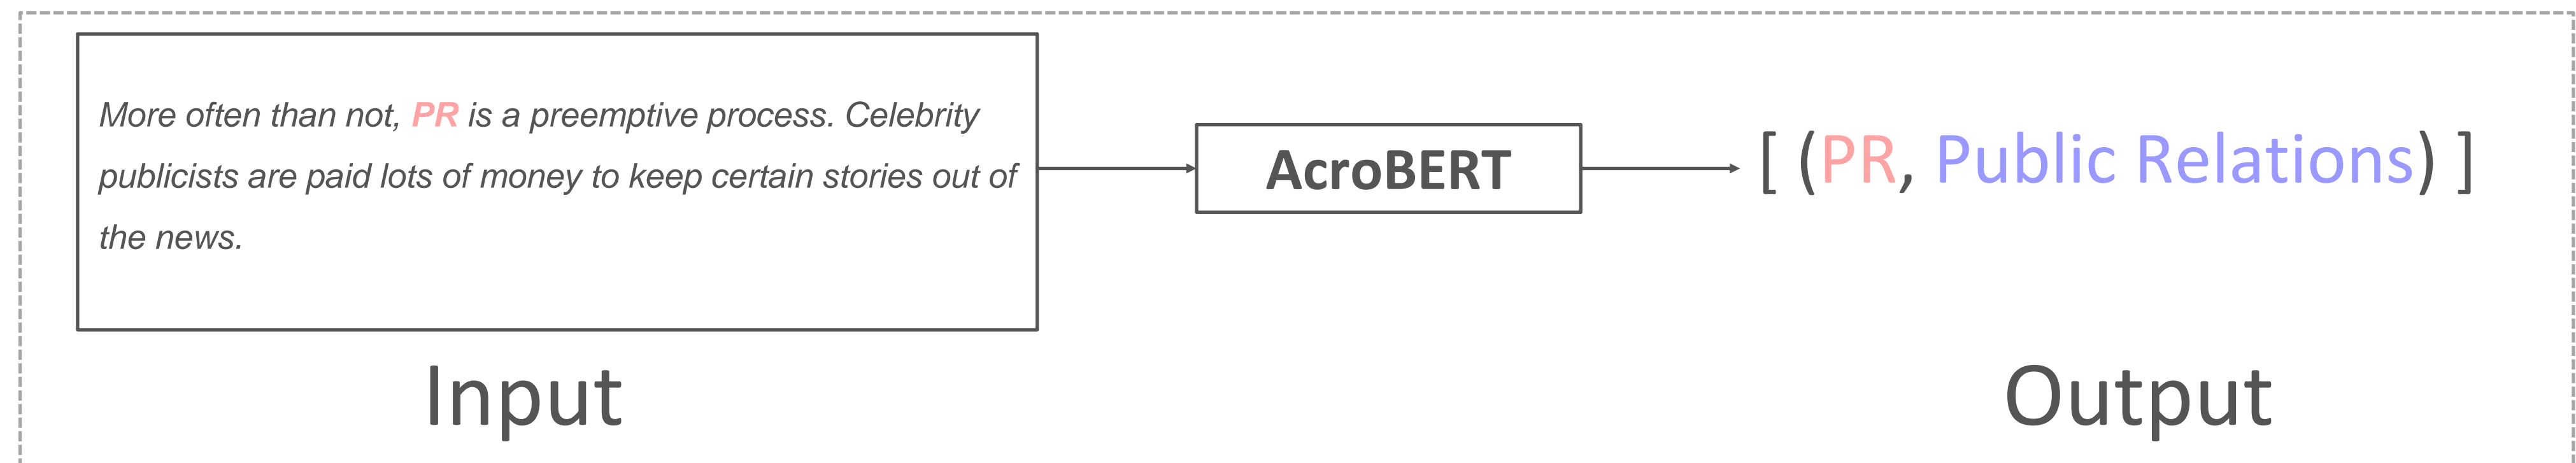 More often than not, PR is a preemptive process. Celebrity
publicists are paid lots of money to keep certain stories out of
the news.
AcroBERT
[ (PR, Public Relations) ]
Input
Output